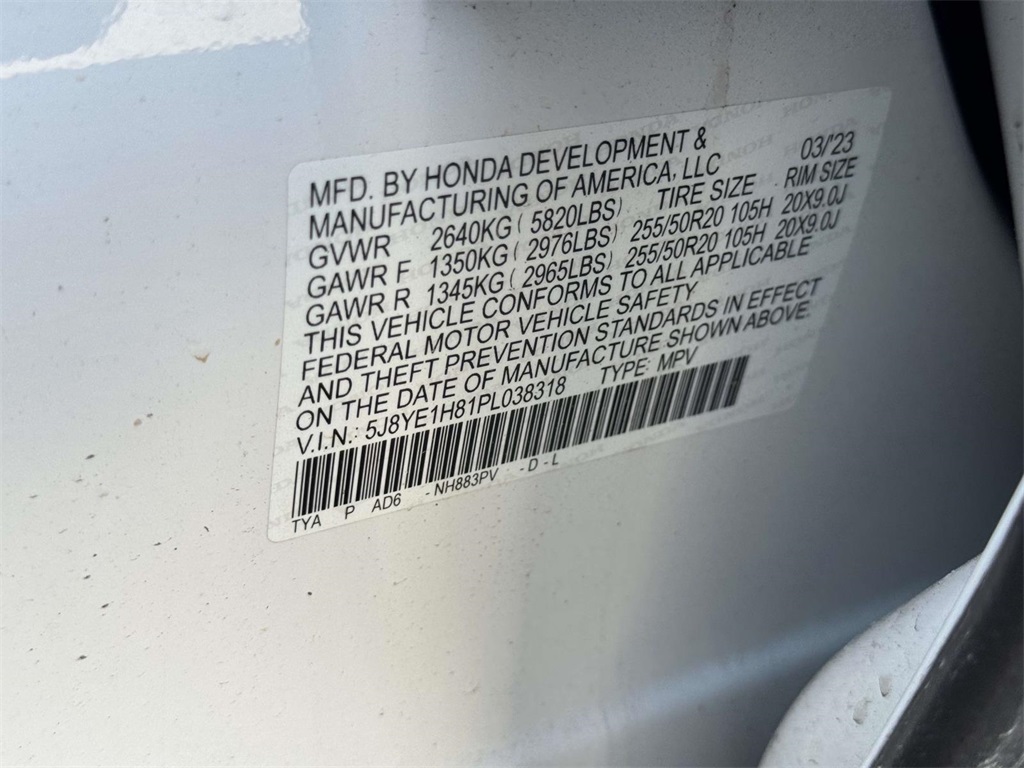 MFD. BY HONDA DEVELOPMENT &
MANUFACTURING OF AMERICA, LLC 03/'23
GVWR 2640KG ( 5820LBS) TIRE SIZE RIM SIZE
GAWR F 1350KG ( 2976LBS) 255/50R20 105H 20X9.0J
GAWR R 1345KG ( 2965LBS) 255/50R20 105H 20X9.0J
THIS VEHICLE CONFORMS TO ALL APPLICABLE
FEDERAL MOTOR VEHICLE SAFETY
AND THEFT PREVENTION STANDARDS IN EFFECT
ON THE DATE OF MANUFACTURE SHOWN ABOVE.
V.I.N.: 5J8YE1H81PL038318 TYPE: MPV
TYA P AD6 -NH883PV -D-L